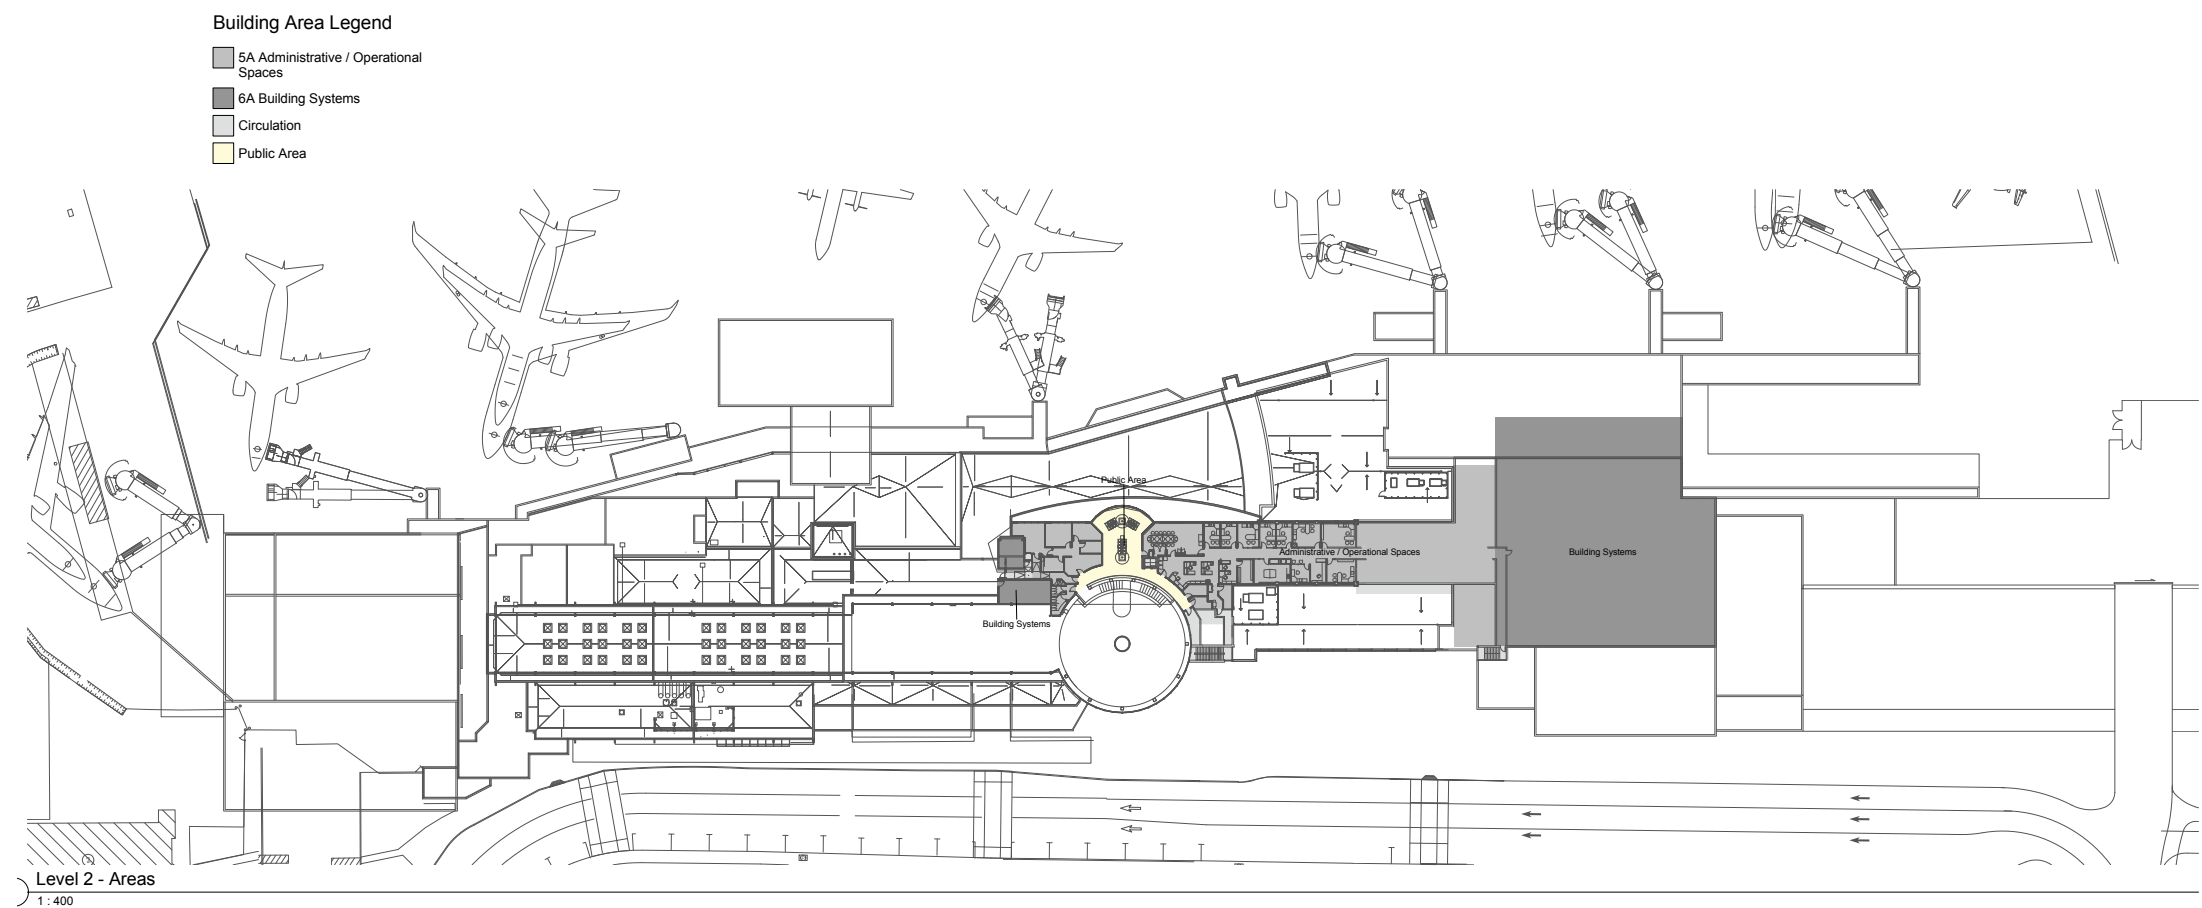 Building Area Legend
5A Administrative / Operational
Spaces
6A Building Systems
Circulation
Public Area
Public Area
Administrative / Operational Spaces
Building Systems
Building Systems
Level 2 - Areas
1 : 400